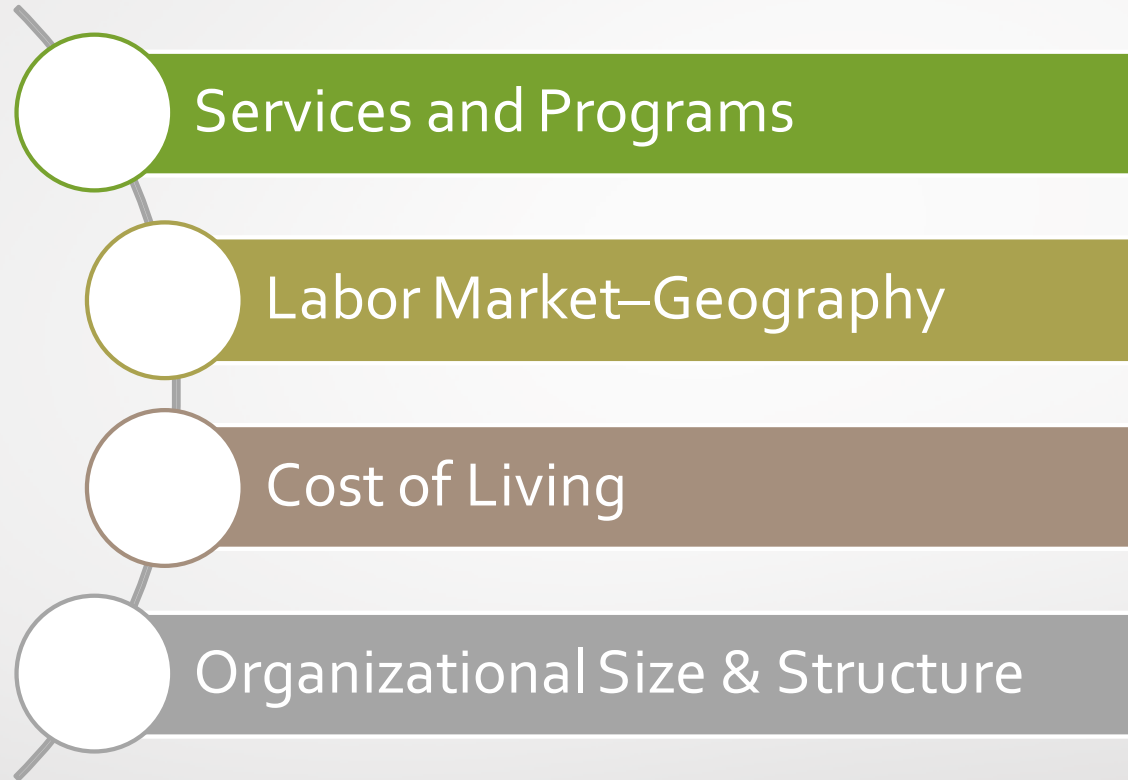 Services and Programs
Labor Market–Geography
Cost of Living
Organizational Size & Structure